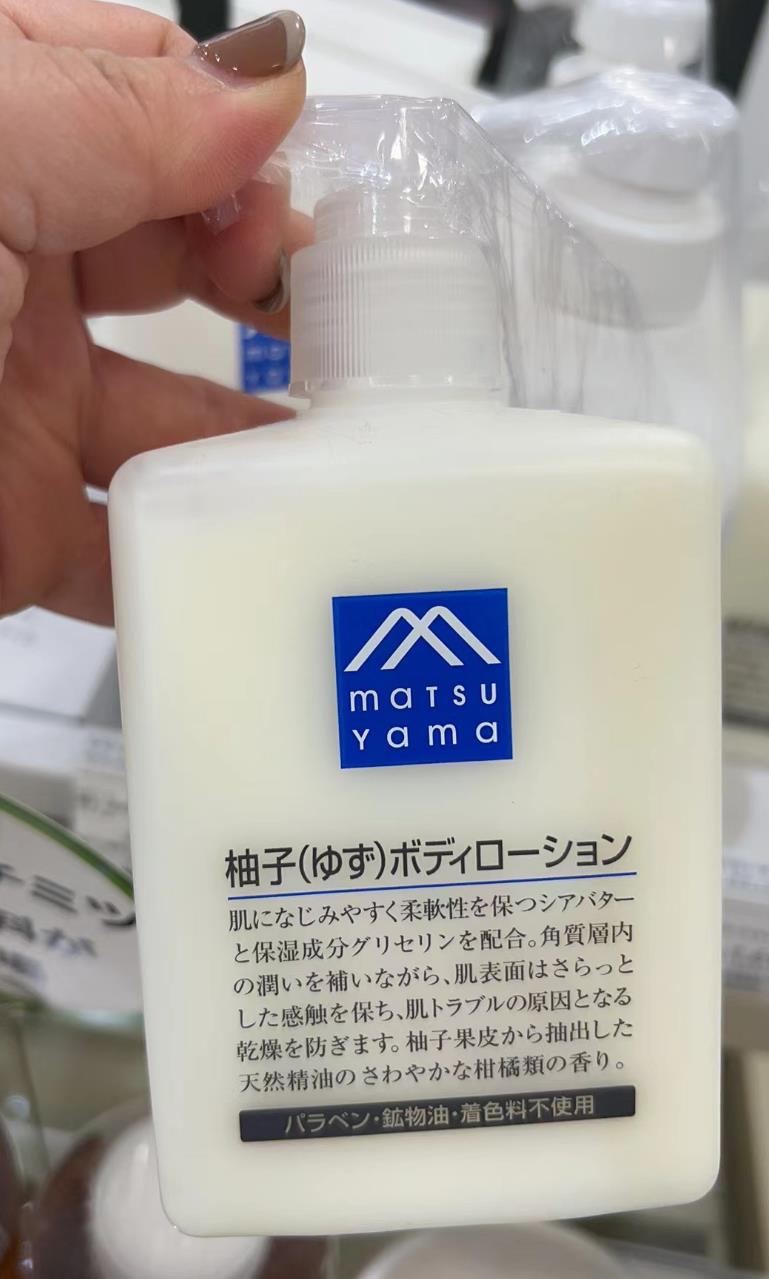 matsu
yama
柚子(ゆず)ボディローション
肌になじみやすく柔軟性を保つシアバター
と保湿成分グリセリンを配合。角質層内
の潤いを補いながら、肌表面はさらっと
した感触を保ち、肌トラブルの原因となる
乾燥を防ぎます。柚子果皮から抽出した
天然精油のさわやかな柑橘類の香り。
パラベン・鉱物油・着色料不使用